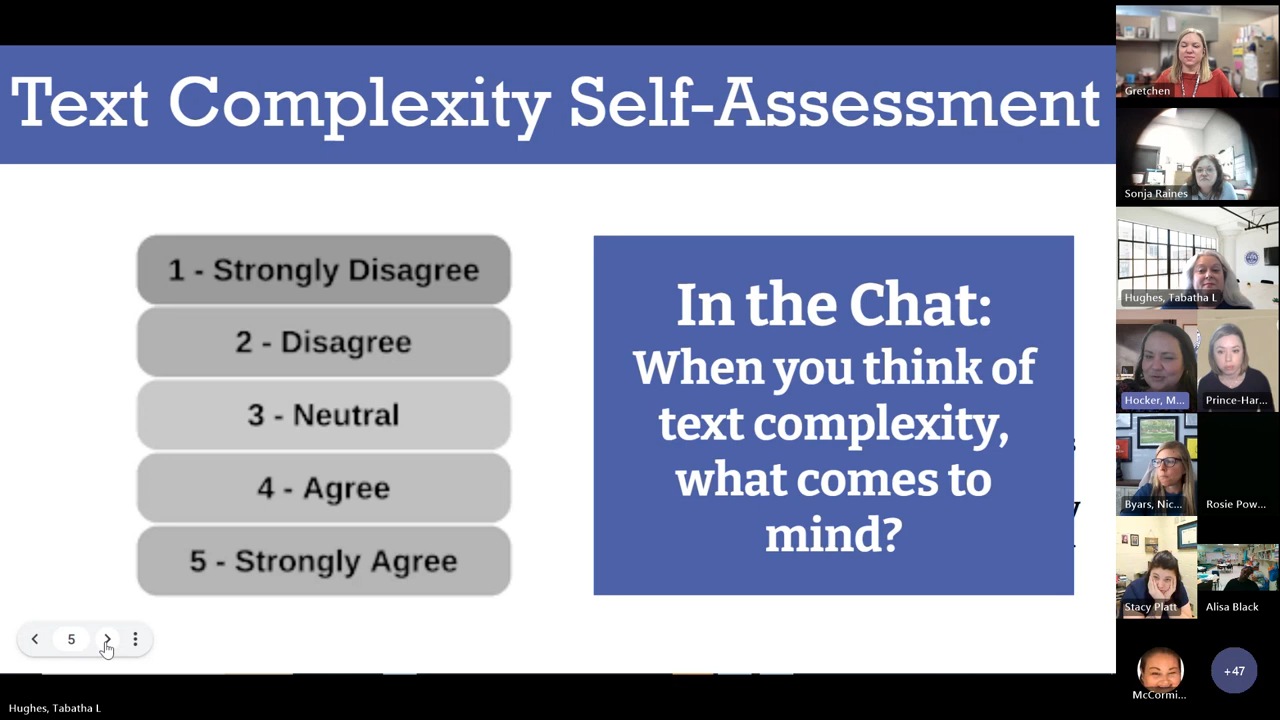 Text Complexity Self-Assessment
1 - Strongly Disagree
2 - Disagree
3 - Neutral
4 - Agree
5 - Strongly Agree
In the Chat:
When you think of
text complexity,
what comes to
mind?
5
Hughes, Tabatha L
Gretchen
Sonja Raines
Hughes, Tabatha L
Hocker, M...
Prince-Har...
Byars, Nic...
Rosie Pow...
Stacy Platt
Alisa Black
McCormi...
+47